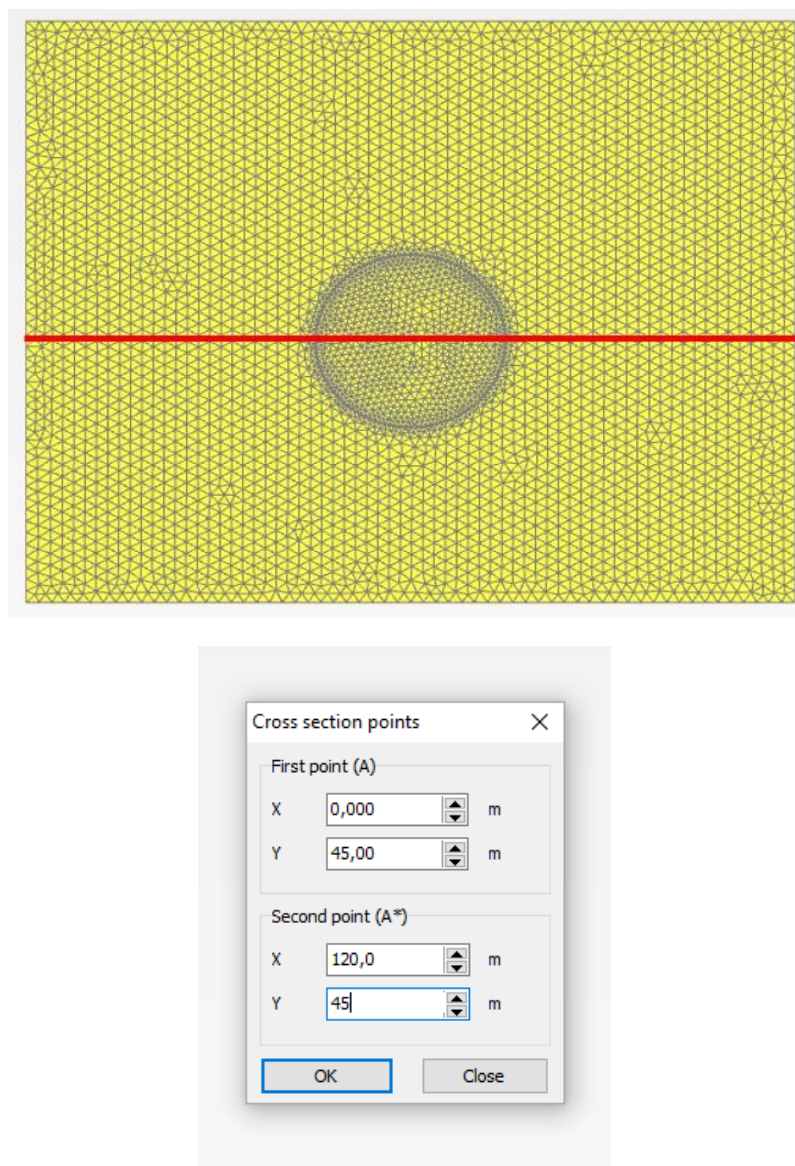 Cross section points
First point (A)
X 0,000 m
Y 45,00 m
Second point (A*)
X 120,0 m
Y 45 m
OK Close